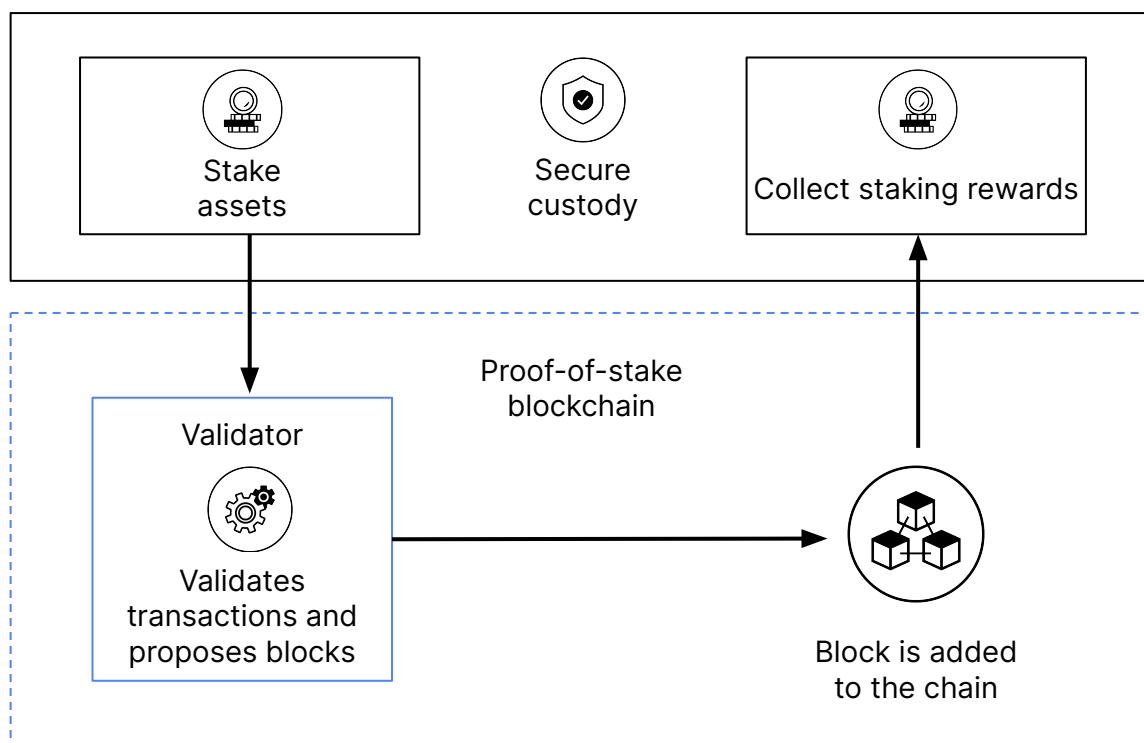 Stake
assets
Secure
custody
Collect staking rewards
Proof-of-stake
blockchain
Validator
Validates
transactions and
proposes blocks
Block is added
to the chain